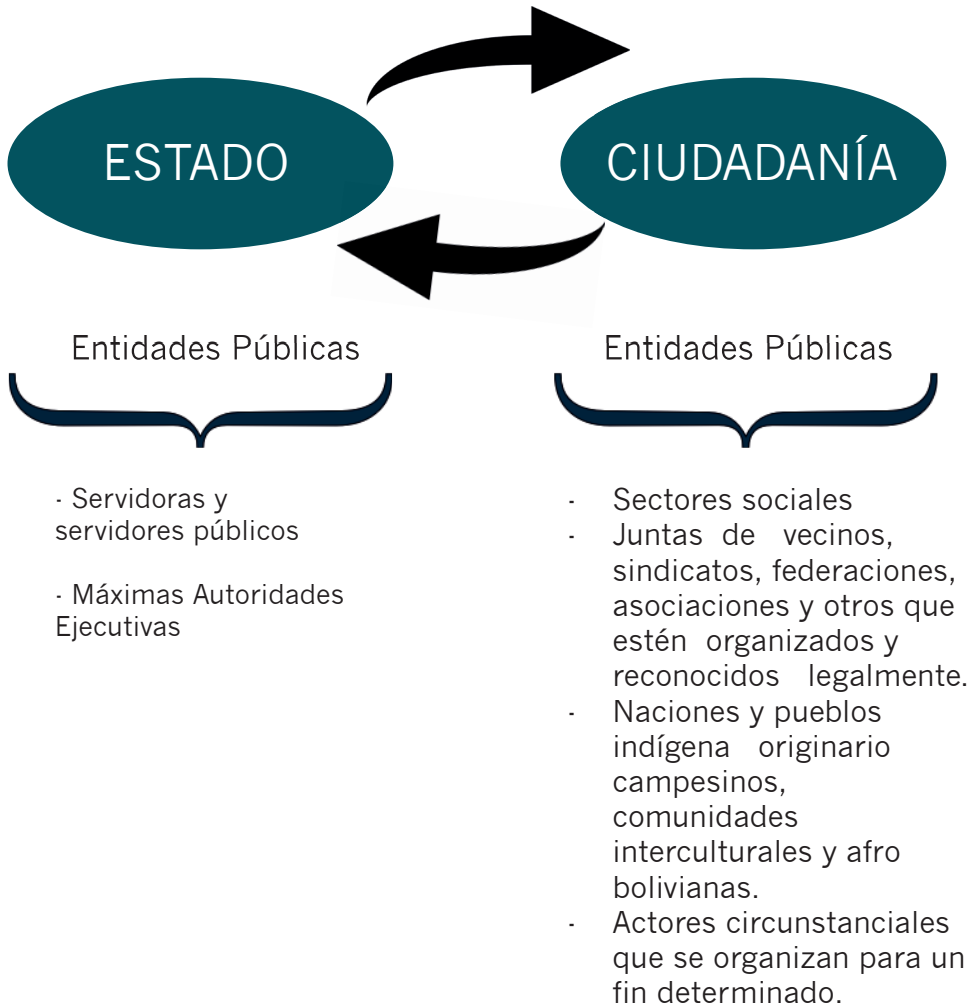 ESTADO
CIUDADANÍA
Entidades Públicas
- Servidoras y
servidores públicos
- Máximas Autoridades
Ejecutivas
Entidades Públicas
- Sectores sociales
- Juntas de vecinos,
sindicatos, federaciones,
asociaciones y otros que
estén organizados y
reconocidos legalmente.
- Naciones y pueblos
indígena originario
campesinos,
comunidades
interculturales y afro
bolivianas.
- Actores circunstanciales
que se organizan para un
fin determinado.